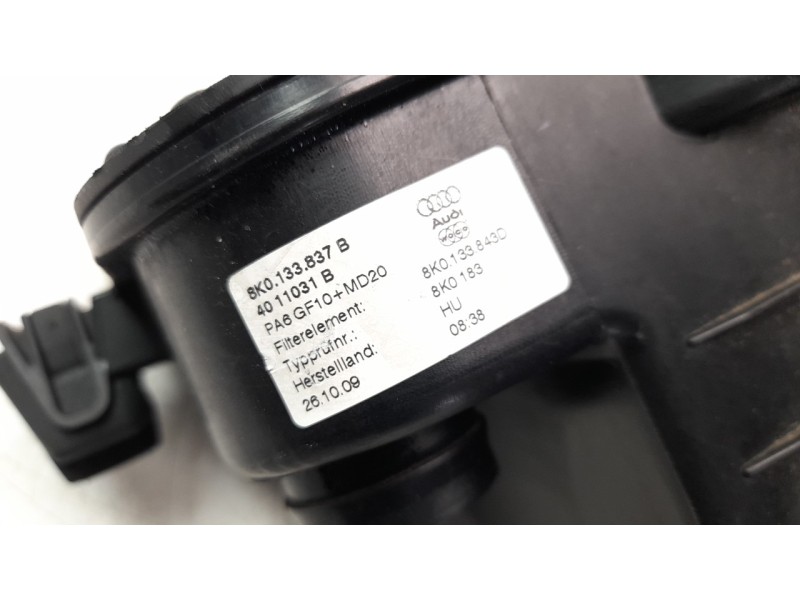 8K0.133.837 B
40 11031 B
PA6 GF10+MD20
Filterelement: 8K0.133.843D
Typprüfnr.: 8K0 183
Herstellland: HU
26.10.09 08:38
Audi